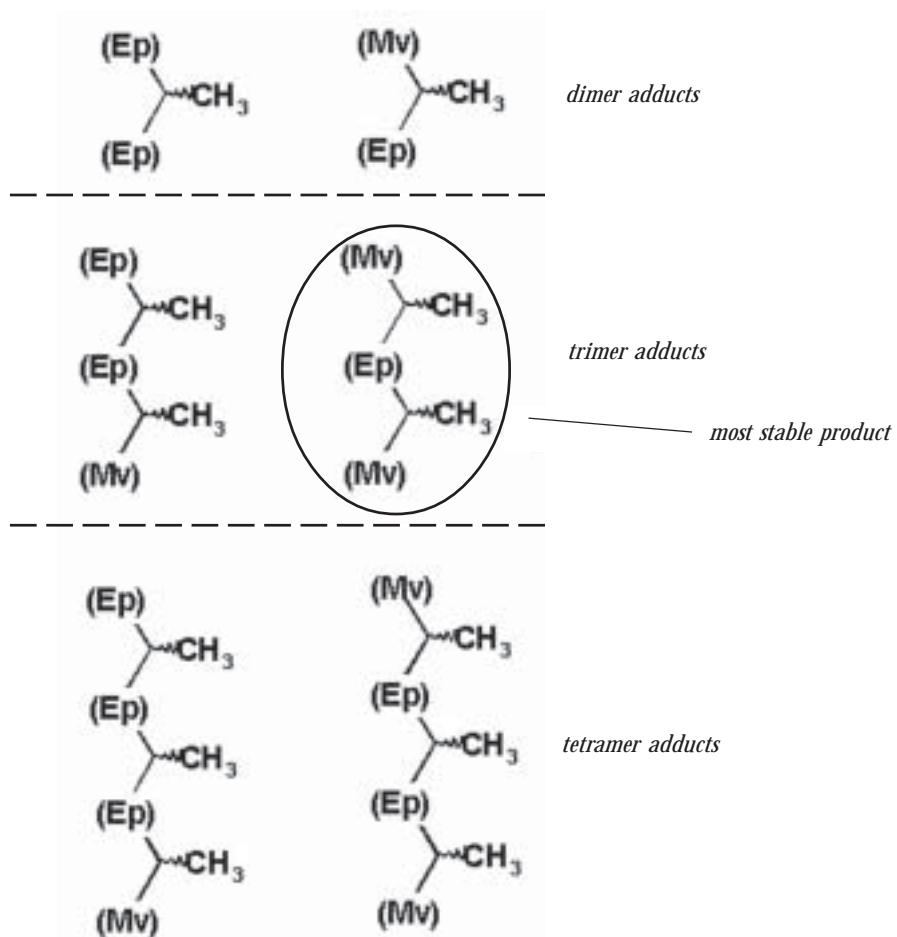 (Ep) (Mv)
CH3 CH3 dimer adducts
(Ep) (Ep)
(Ep) (Mv)
CH3 CH3
(Ep) (Ep) trimer adducts
CH3 CH3
most stable product
(Mv) (Mv)
(Ep) (Mv)
CH3 CH3
(Ep) (Ep)
CH3 CH3 tetramer adducts
(Ep) (Ep)
CH3 CH3
(Mv) (Mv)